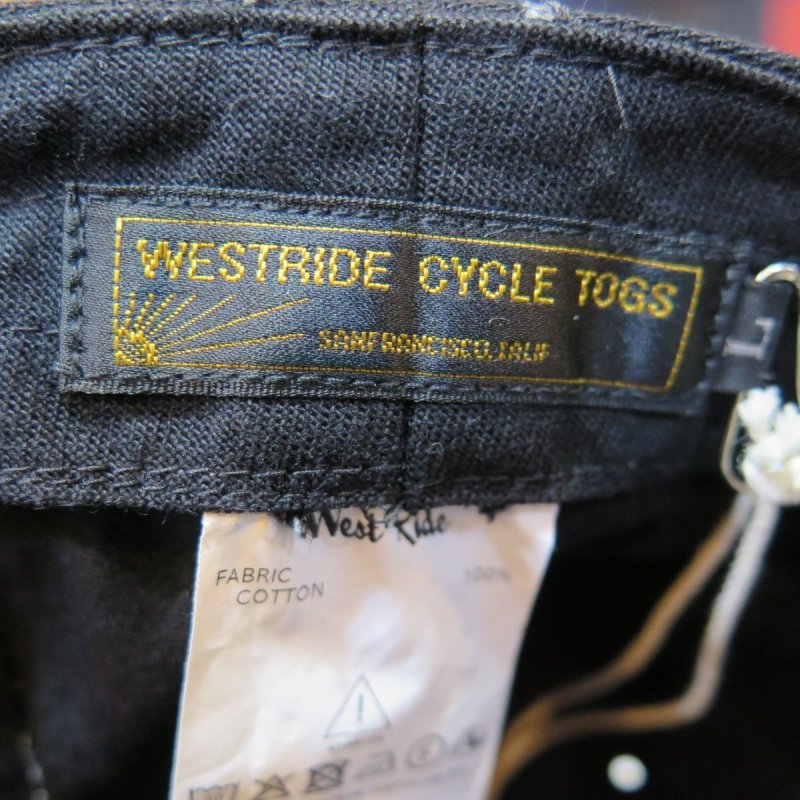 WESTRIDE CYCLE TOGS
SANFRANCISCO.CALIF
L
West Ride
FABRIC 100%
COTTON